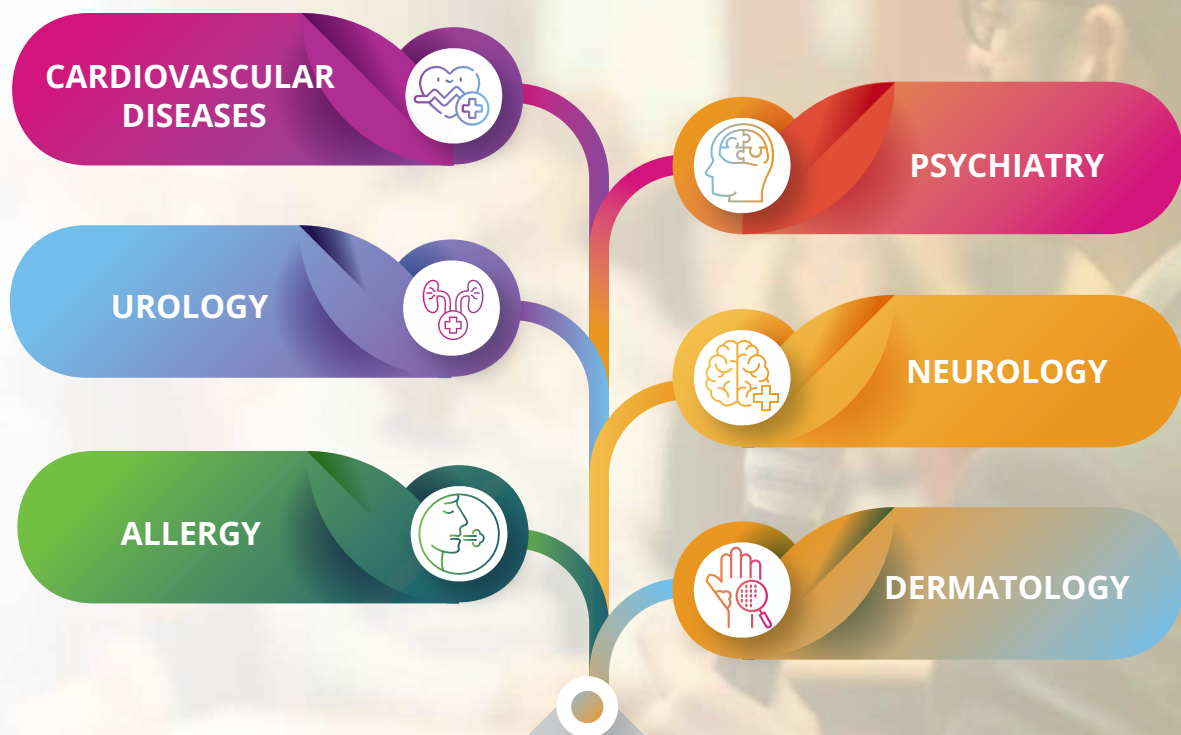 CARDIOVASCULAR
DISEASES
PSYCHIATRY
UROLOGY
NEUROLOGY
ALLERGY
DERMATOLOGY